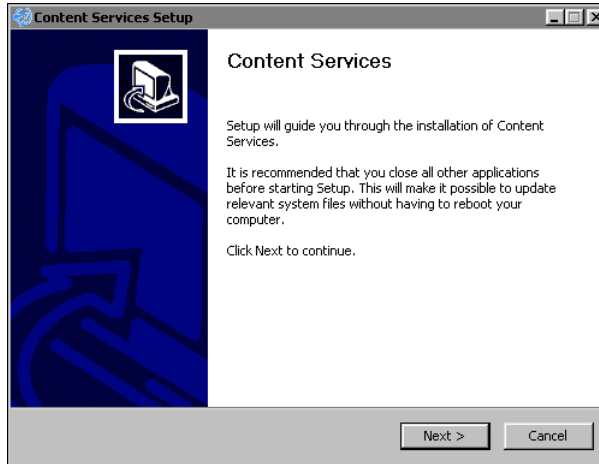 Content Services Setup
Content Services
Setup will guide you through the installation of Content
Services.
It is recommended that you close all other applications
before starting Setup. This will make it possible to update
relevant system files without having to reboot your
computer.
Click Next to continue.
Next >
Cancel